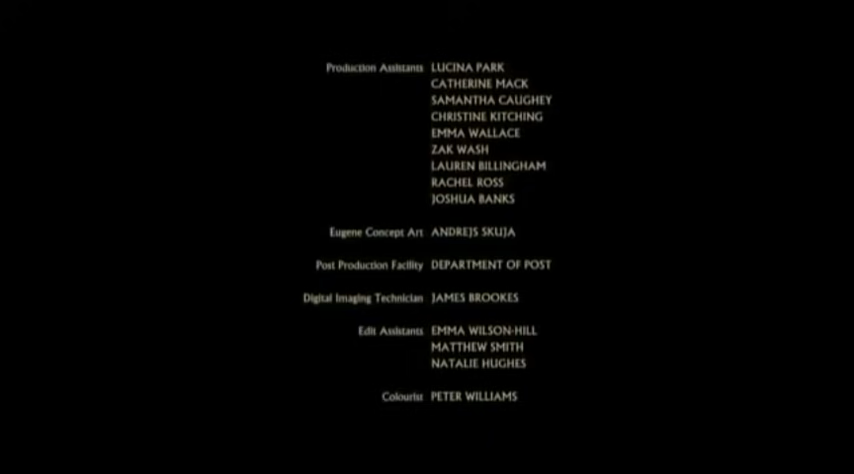 Production Assistants LUCINA PARK
CATHERINE MACK
SAMANTHA CAUGHEY
CHRISTINE KITCHING
EMMA WALLACE
ZAK WASH
LAUREN BILLINGHAM
RACHEL ROSS
JOSHUA BANKS
Eugene Concept Art ANDREJS SKUJA
Post Production Facility DEPARTMENT OF POST
Digital Imaging Technician JAMES BROOKES
Edit Assistants EMMA WILSON-HILL
MATTHEW SMITH
NATALIE HUGHES
Colourist PETER WILLIAMS